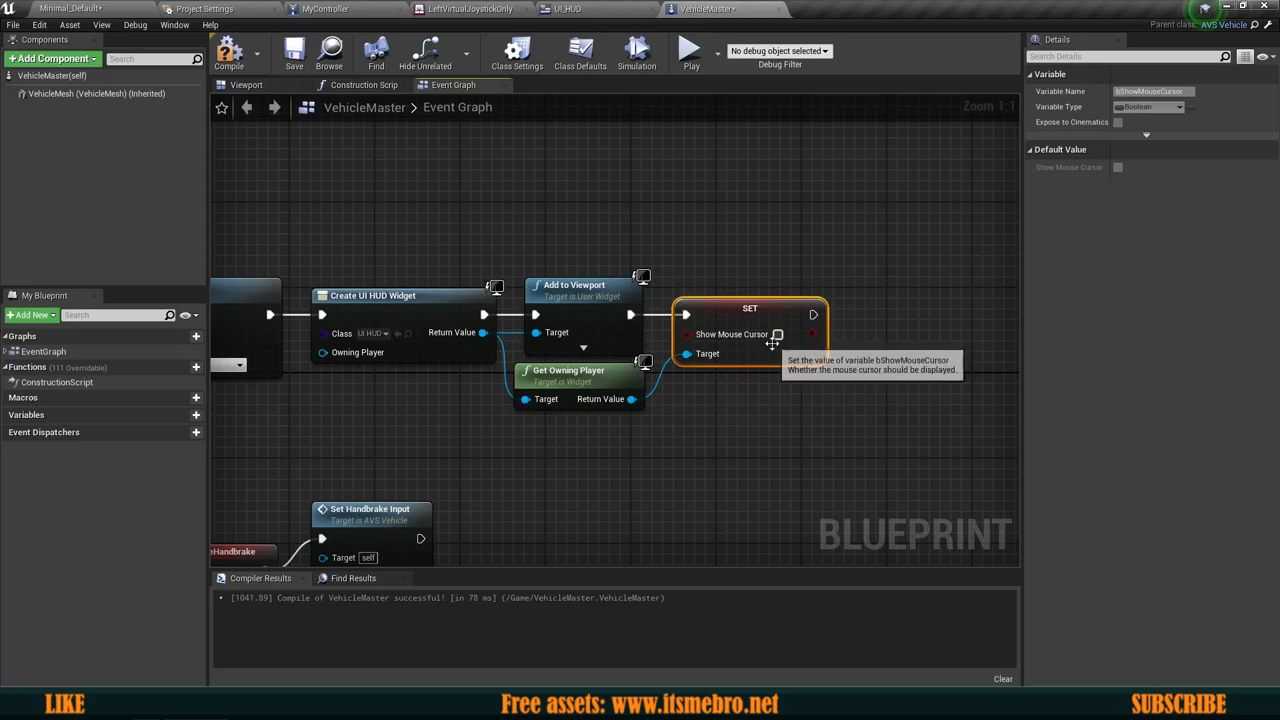 Minimal_Default*
Project Settings
MyController
LeftVirtualJoystickOnly
UI_HUD
VehicleMaster*
File
Edit
Asset
View
Debug
Window
Help
Parent class: AVS Vehicle
Components
+ Add Component
Search
VehicleMaster(self)
VehicleMesh (VehicleMesh) (Inherited)
Compile
Save
Browse
Find
Hide Unrelated
Class Settings
Class Defaults
Simulation
Play
No debug object selected
Debug Filter
Viewport
Construction Scrip
Event Graph
VehicleMaster > Event Graph
Zoom 1:1
Create UI HUD Widget
Class
UI HUD
Return Value
Owning Player
Add to Viewport
Target is User Widget
Target
Get Owning Player
Target is Widget
Target
Return Value
SET
Show Mouse Cursor
Target
Set the value of variable bShowMouseCursor
Whether the mouse cursor should be displayed.
Set Handbrake Input
Target is AVS Vehicle
Target
self
eHandbrake
BLUEPRINT
My Blueprint
+ Add New
Search
Graphs
EventGraph
Functions (111 Overridable)
ConstructionScript
Macros
Variables
Event Dispatchers
Details
Search Details
Variable
Variable Name
bShowMouseCursor
Variable Type
Boolean
Expose to Cinematics
Default Value
Show Mouse Cursor
Compiler Results
Find Results
[1041.89] Compile of VehicleMaster successful! [in 78 ms] (/Game/VehicleMaster.VehicleMaster)
Clear
LIKE
Free assets: www.itsmebro.net
SUBSCRIBE